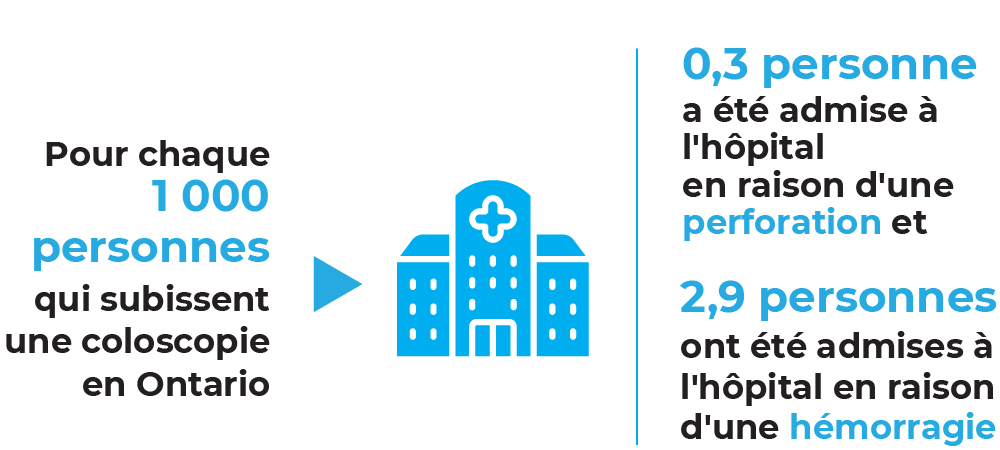 Pour chaque
1 000
personnes
qui subissent
une coloscopie
en Ontario
0,3 personne
a été admise à
l'hôpital
en raison d'une
perforation et
2,9 personnes
ont été admises à
l'hôpital en raison
d'une hémorragie